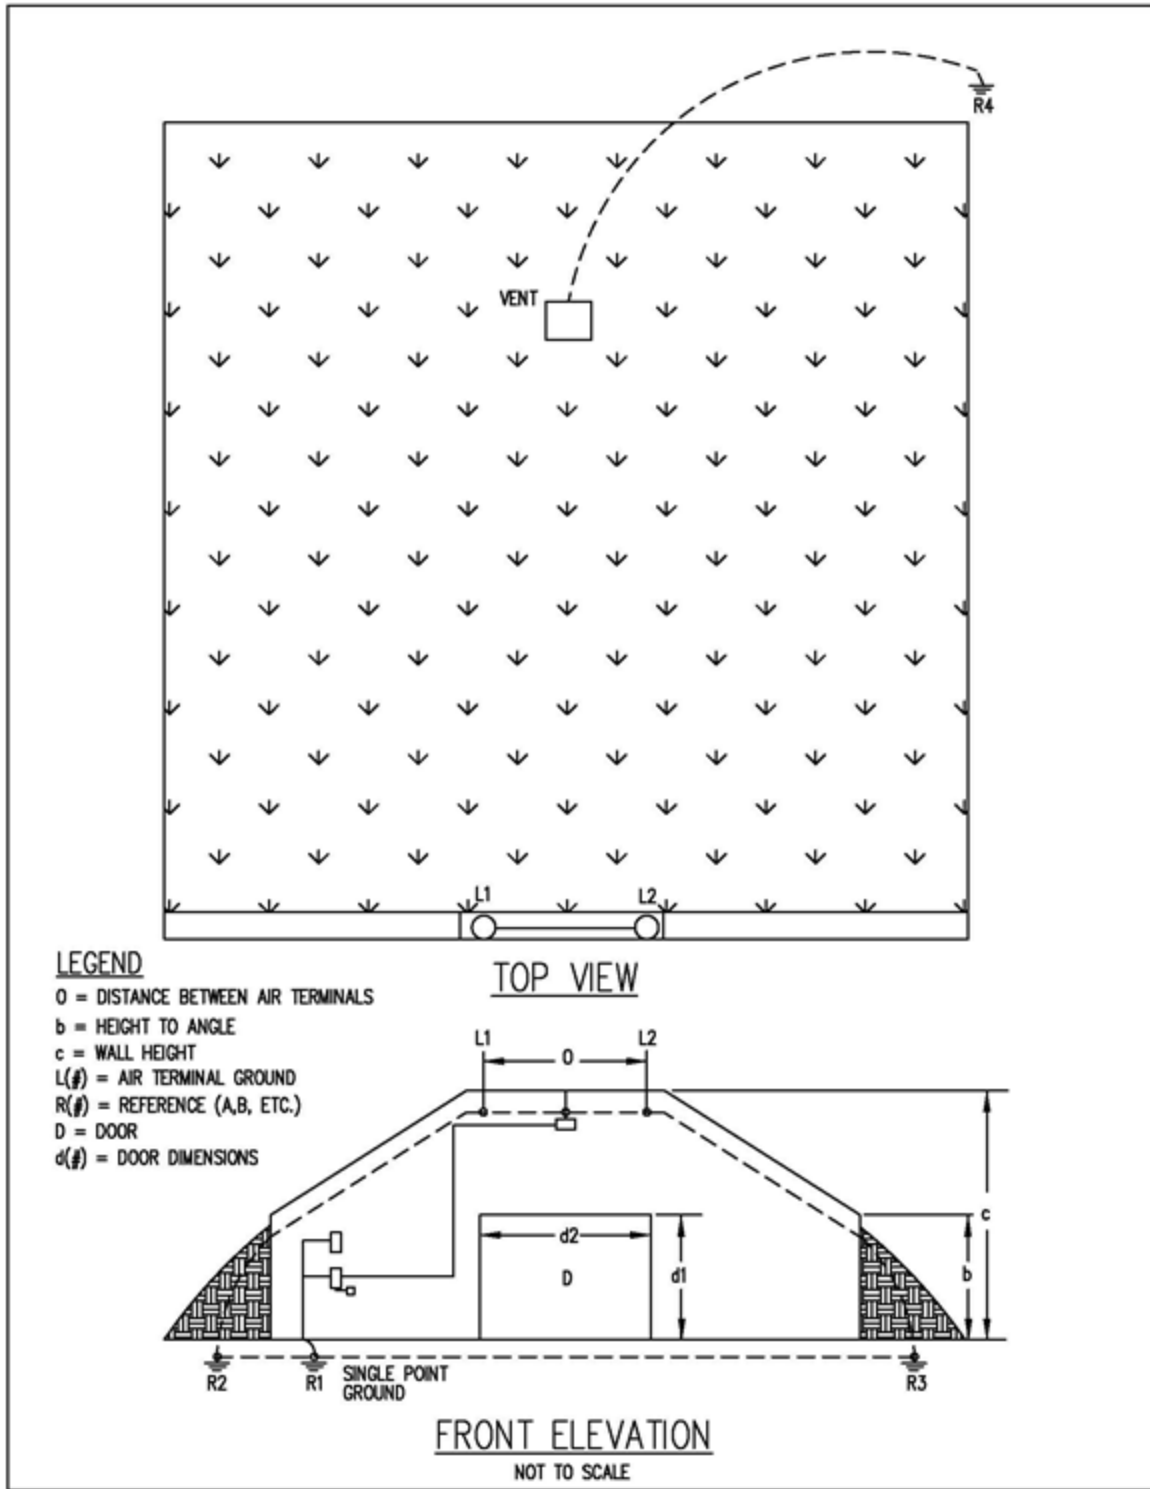 R4
VENT
L1 L2
TOP VIEW
LEGEND
O = DISTANCE BETWEEN AIR TERMINALS
b = HEIGHT TO ANGLE
c = WALL HEIGHT
L(#) = AIR TERMINAL GROUND
R(#) = REFERENCE (A,B, ETC.)
D = DOOR
d(#) = DOOR DIMENSIONS
L1 O L2
c
d2
D
d1
b
R2 R1 SINGLE POINT
GROUND
R3
FRONT ELEVATION
NOT TO SCALE